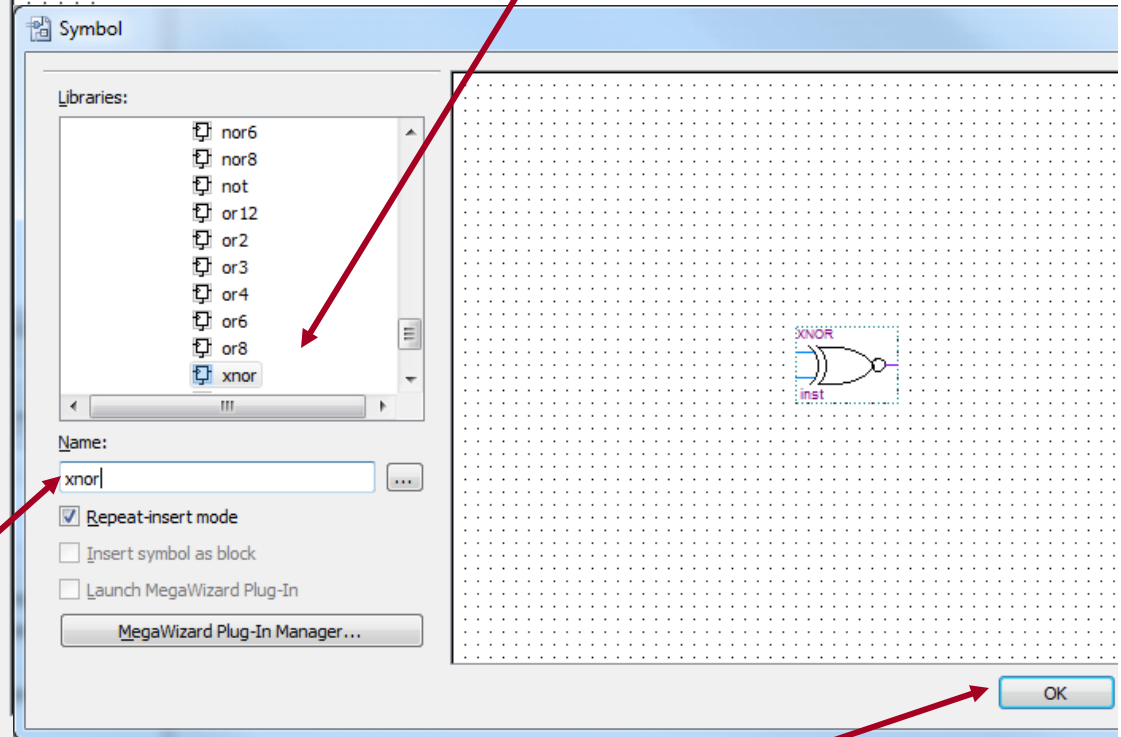 Symbol
Libraries:
nor6
nor8
not
or12
or2
or3
or4
or6
or8
xnor
Name:
xnor
...
Repeat-insert mode
Insert symbol as block
Launch MegaWizard Plug-In
MegaWizard Plug-In Manager...
XNOR
inst
OK